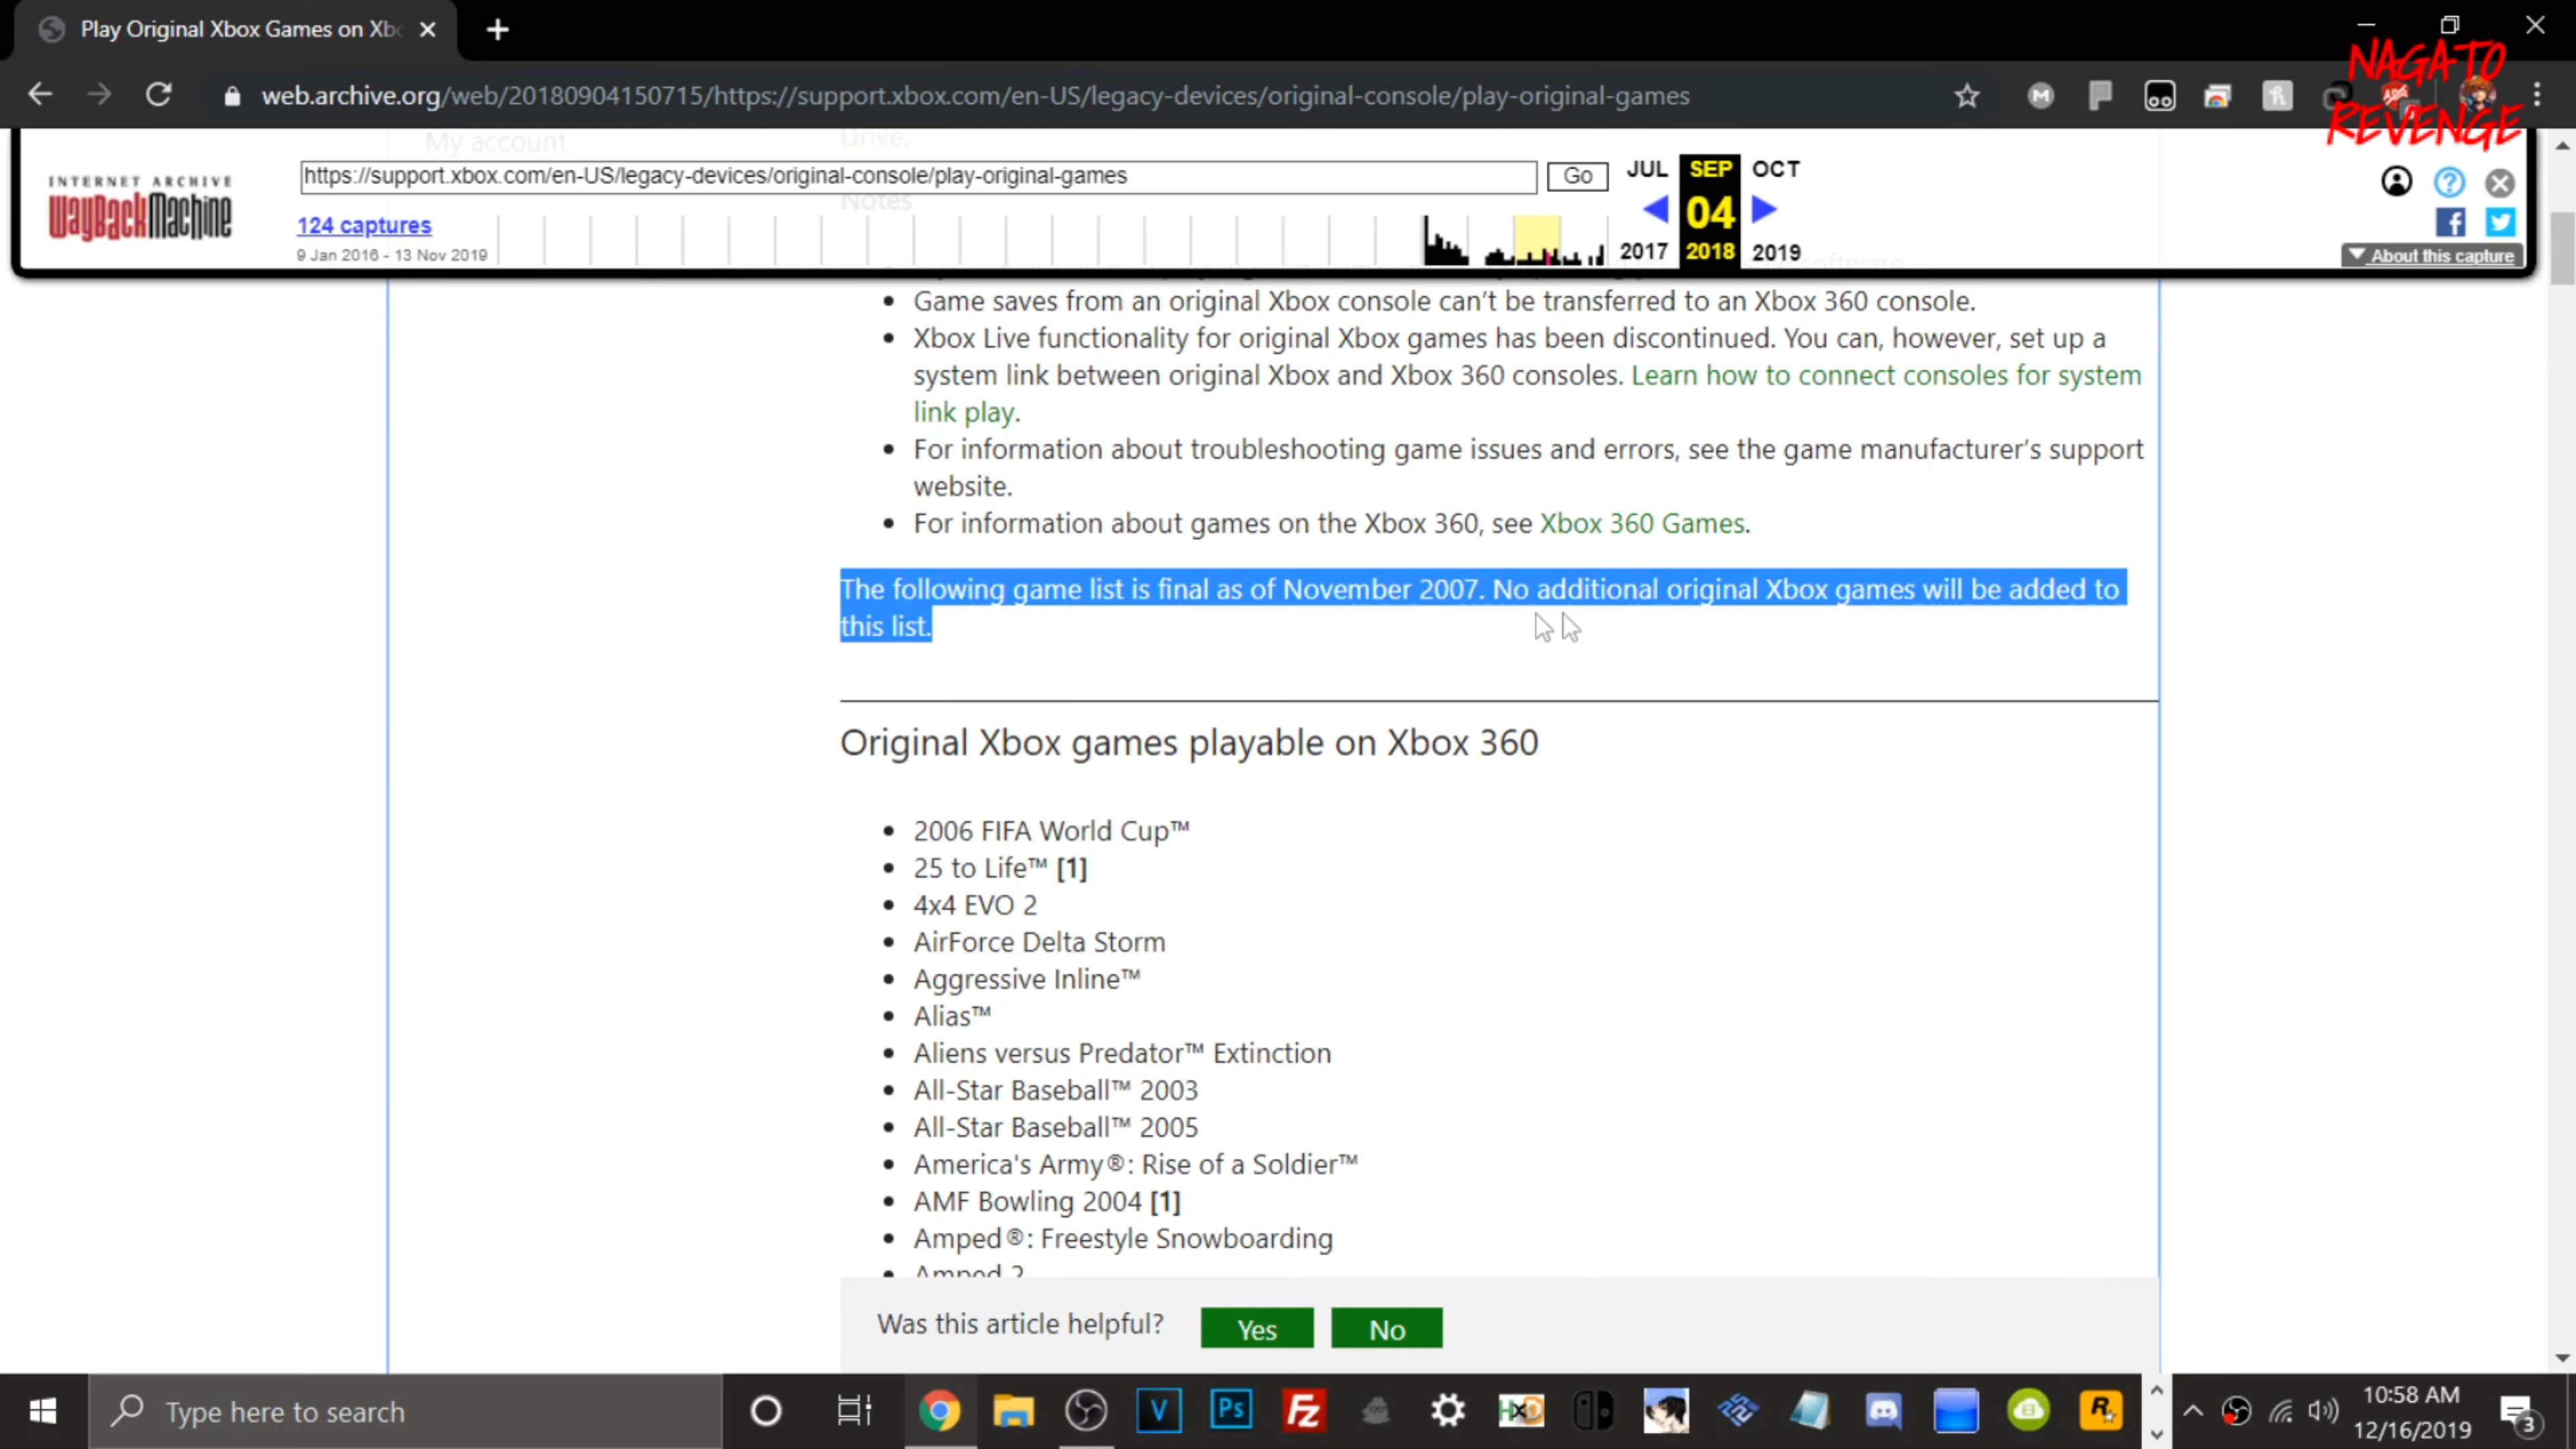 Play Original Xbox Games on Xbo
web.archive.org/web/20180904150715/https://support.xbox.com/en-US/legacy-devices/original-console/play-original-games
NAGATO
REVENGE
My account
Drive.
INTERNET ARCHIVE
WayBackMachine
https://support.xbox.com/en-US/legacy-devices/original-console/play-original-games
Go
JUL SEP OCT
Notes
124 captures
04
9 Jan 2016 - 13 Nov 2019
2017 2018 2019
About this capture
software
Game saves from an original Xbox console can’t be transferred to an Xbox 360 console.
Xbox Live functionality for original Xbox games has been discontinued. You can, however, set up a
system link between original Xbox and Xbox 360 consoles. Learn how to connect consoles for system
link play.
For information about troubleshooting game issues and errors, see the game manufacturer’s support
website.
For information about games on the Xbox 360, see Xbox 360 Games.
The following game list is final as of November 2007. No additional original Xbox games will be added to
this list.
Original Xbox games playable on Xbox 360
2006 FIFA World Cup™
25 to Life™ [1]
4x4 EVO 2
AirForce Delta Storm
Aggressive Inline™
Alias™
Aliens versus Predator™ Extinction
All-Star Baseball™ 2003
All-Star Baseball™ 2005
America's Army®: Rise of a Soldier™
AMF Bowling 2004 [1]
Amped®: Freestyle Snowboarding
Amped 2
Was this article helpful? Yes No
Type here to search
10:58 AM
12/16/2019
3